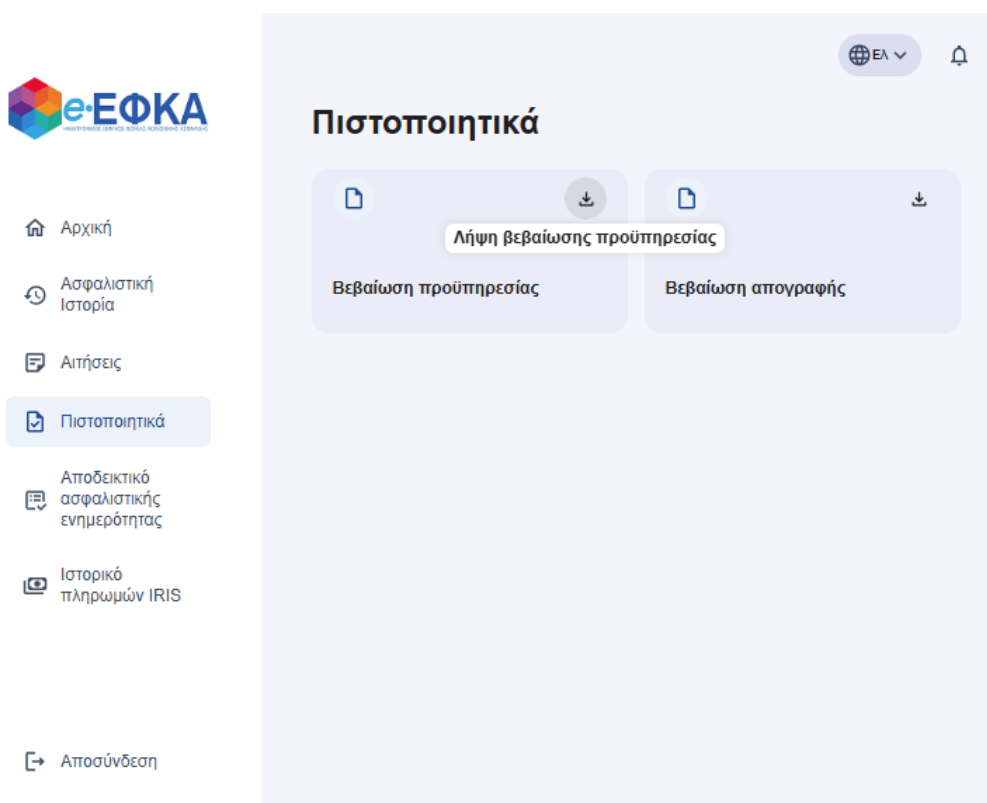 ΕΛ
e-ΕΦΚΑ
Πιστοποιητικά
Λήψη βεβαίωσης προϋπηρεσίας
Βεβαίωση προϋπηρεσίας
Βεβαίωση απογραφής
Αρχική
Ασφαλιστική
Ιστορία
Αιτήσεις
Πιστοποιητικά
Αποδεικτικό
ασφαλιστικής
ενημερότητας
Ιστορικό
πληρωμών IRIS
Αποσύνδεση